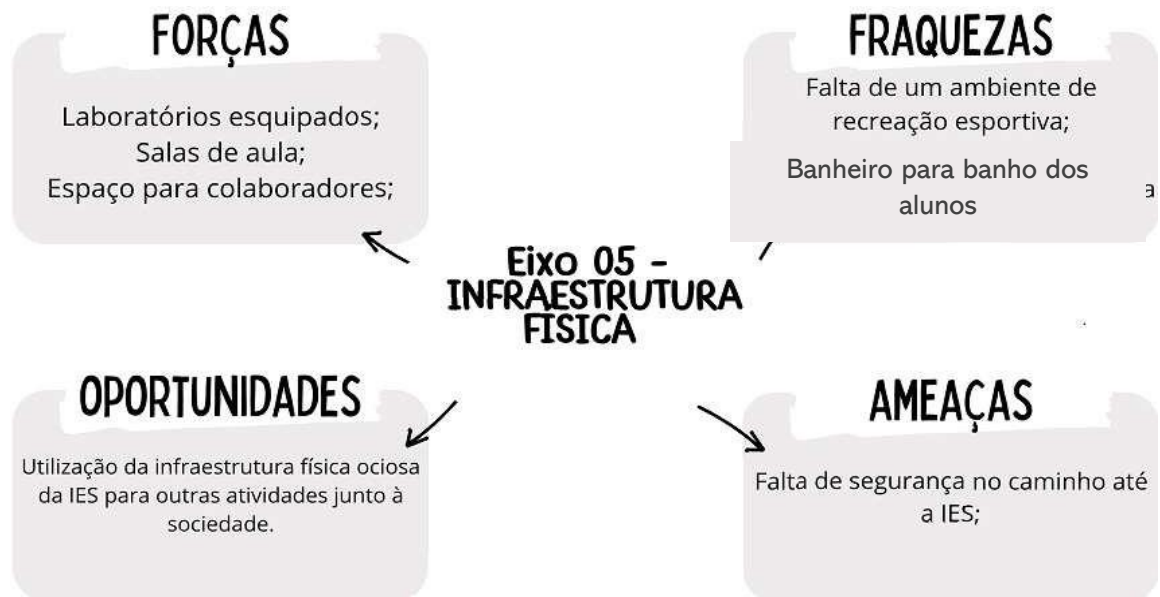 FORÇAS
Laboratórios esquipados;
Salas de aula;
Espaço para colaboradores;
FRAQUEZAS
Falta de um ambiente de
recreação esportiva;
Banheiro para banho dos
alunos
a
Eixo 05 -
INFRAESTRUTURA
FÍSICA
OPORTUNIDADES
Utilização da infraestrutura física ociosa
da IES para outras atividades junto à
sociedade.
AMEAÇAS
Falta de segurança no caminho até
a IES;